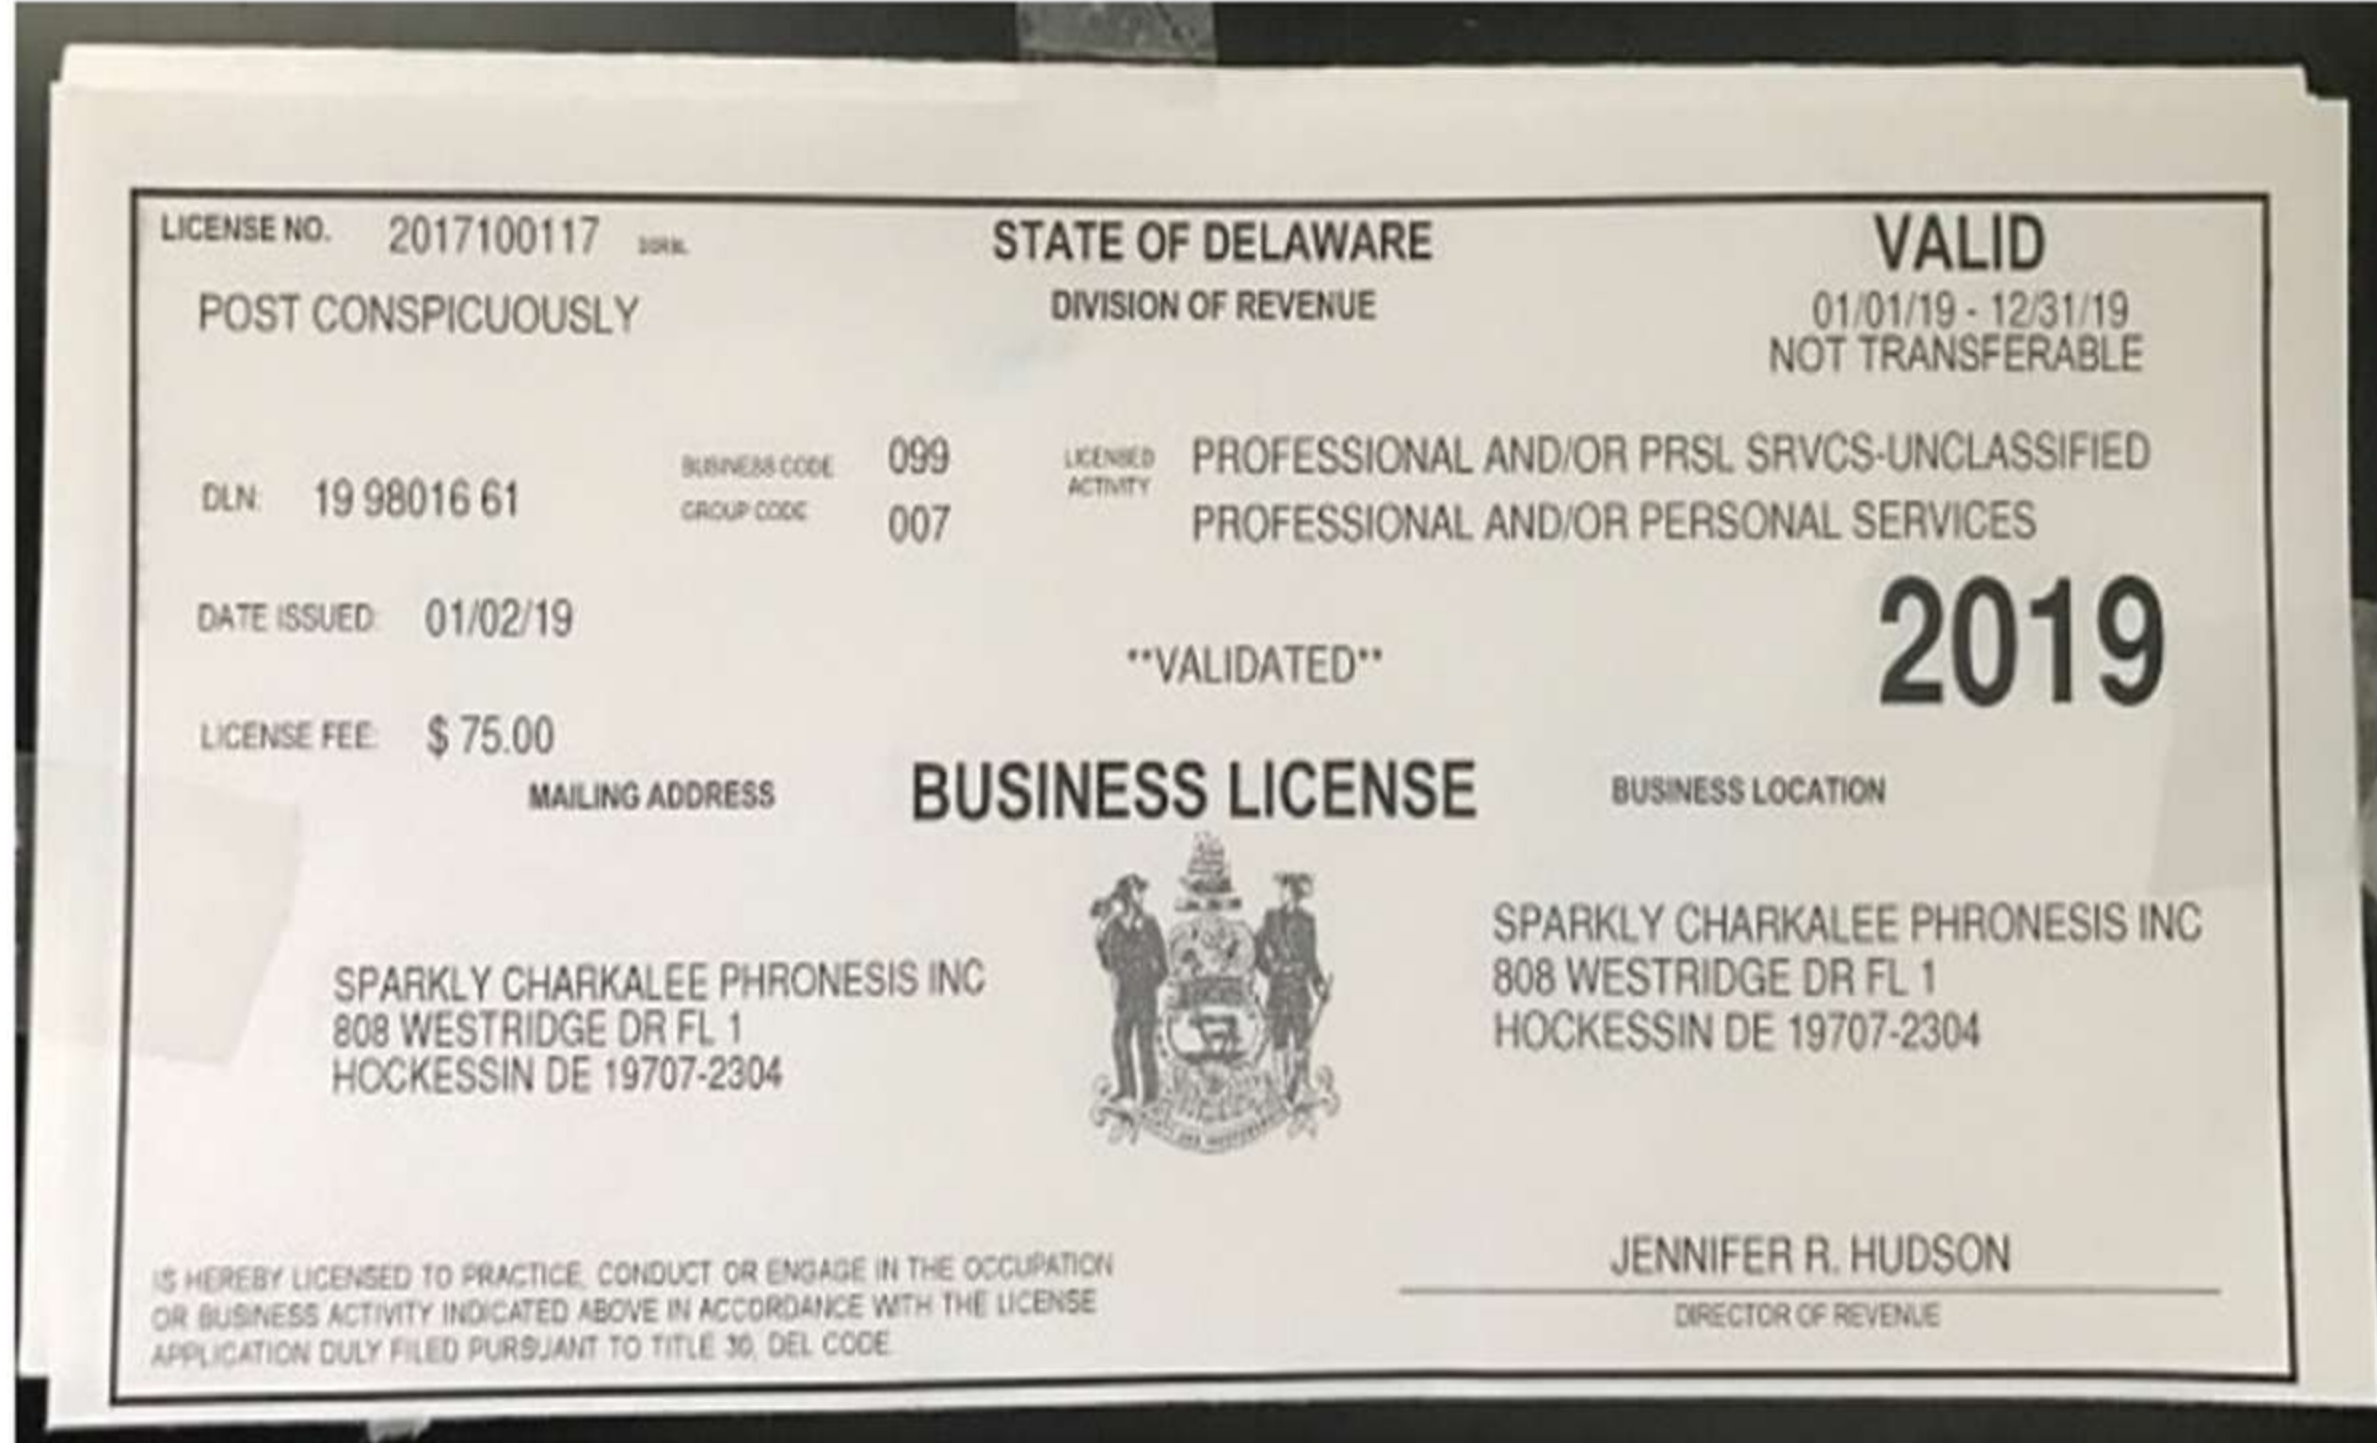 LICENSE NO. 2017100117
POST CONSPICUOUSLY
STATE OF DELAWARE
DIVISION OF REVENUE
VALID
01/01/19 - 12/31/19
NOT TRANSFERABLE
DLN: 19 98016 61
BUSINESS CODE 099
GROUP CODE 007
LICENSED
ACTIVITY
PROFESSIONAL AND/OR PRSL SRVCS-UNCLASSIFIED
PROFESSIONAL AND/OR PERSONAL SERVICES
DATE ISSUED: 01/02/19
**VALIDATED**
2019
LICENSE FEE: $ 75.00
MAILING ADDRESS
BUSINESS LICENSE
BUSINESS LOCATION
SPARKLY CHARKALEE PHRONESIS INC
808 WESTRIDGE DR FL 1
HOCKESSIN DE 19707-2304
SPARKLY CHARKALEE PHRONESIS INC
808 WESTRIDGE DR FL 1
HOCKESSIN DE 19707-2304
IS HEREBY LICENSED TO PRACTICE, CONDUCT OR ENGAGE IN THE OCCUPATION
OR BUSINESS ACTIVITY INDICATED ABOVE IN ACCORDANCE WITH THE LICENSE
APPLICATION DULY FILED PURSUANT TO TITLE 30, DEL CODE
JENNIFER R. HUDSON
DIRECTOR OF REVENUE